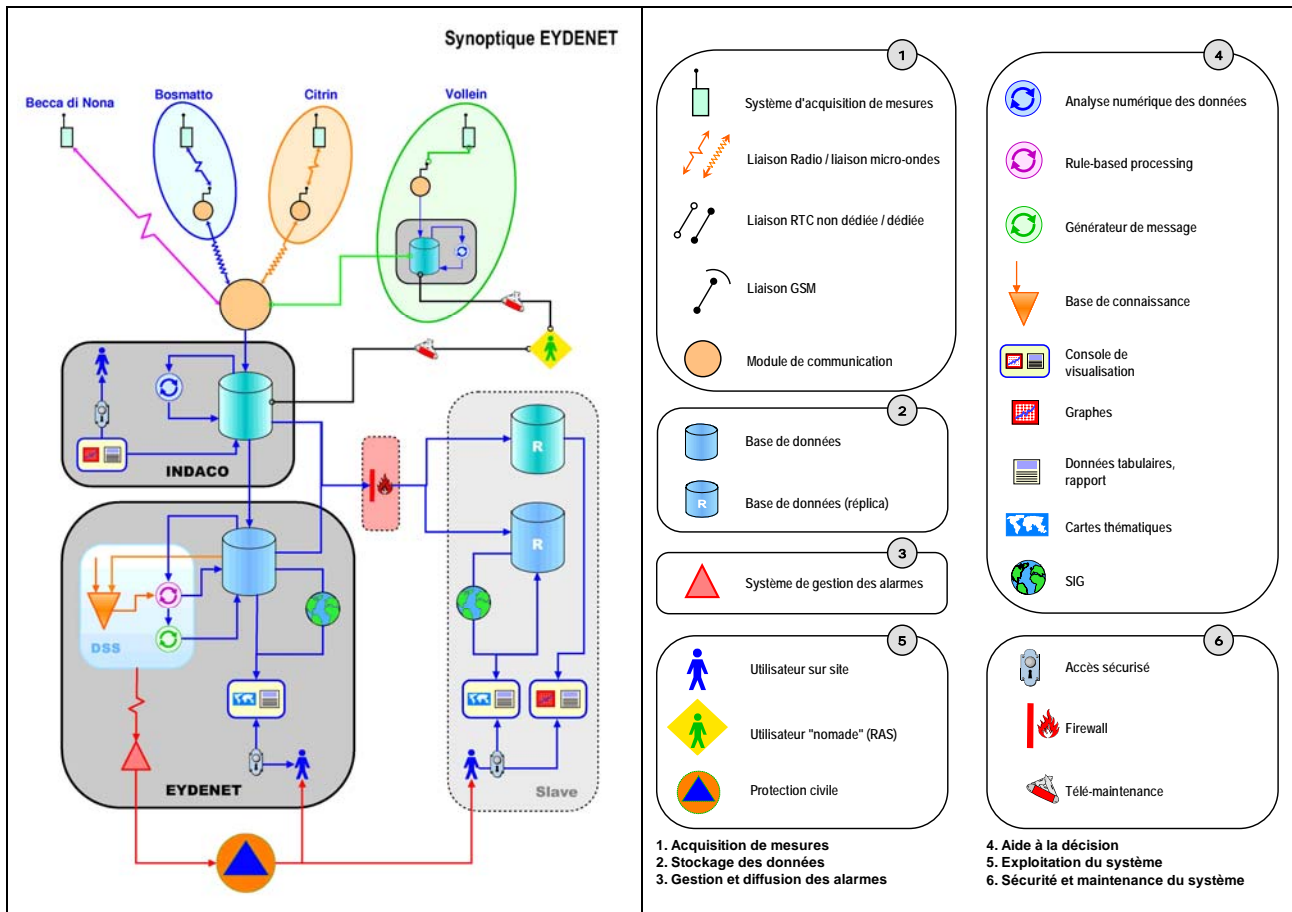 Synoptique EYDENET
Becca di Nona
Bosmatto
Citrin
Vollein
INDACO
R
R
DSS
EYDENET
Slave
1
Système d'acquisition de mesures
Liaison Radio / liaison micro-ondes
Liaison RTC non dédiée / dédiée
Liaison GSM
Module de communication
2
Base de données
R
Base de données (réplica)
3
Système de gestion des alarmes
5
Utilisateur sur site
Utilisateur "nomade" (RAS)
Protection civile
1. Acquisition de mesures
2. Stockage des données
3. Gestion et diffusion des alarmes
4
Analyse numérique des données
Rule-based processing
Générateur de message
Base de connaissance
Console de
visualisation
Graphes
Données tabulaires,
rapport
Cartes thématiques
SIG
6
Accès sécurisé
Firewall
Télé-maintenance
4. Aide à la décision
5. Exploitation du système
6. Sécurité et maintenance du système